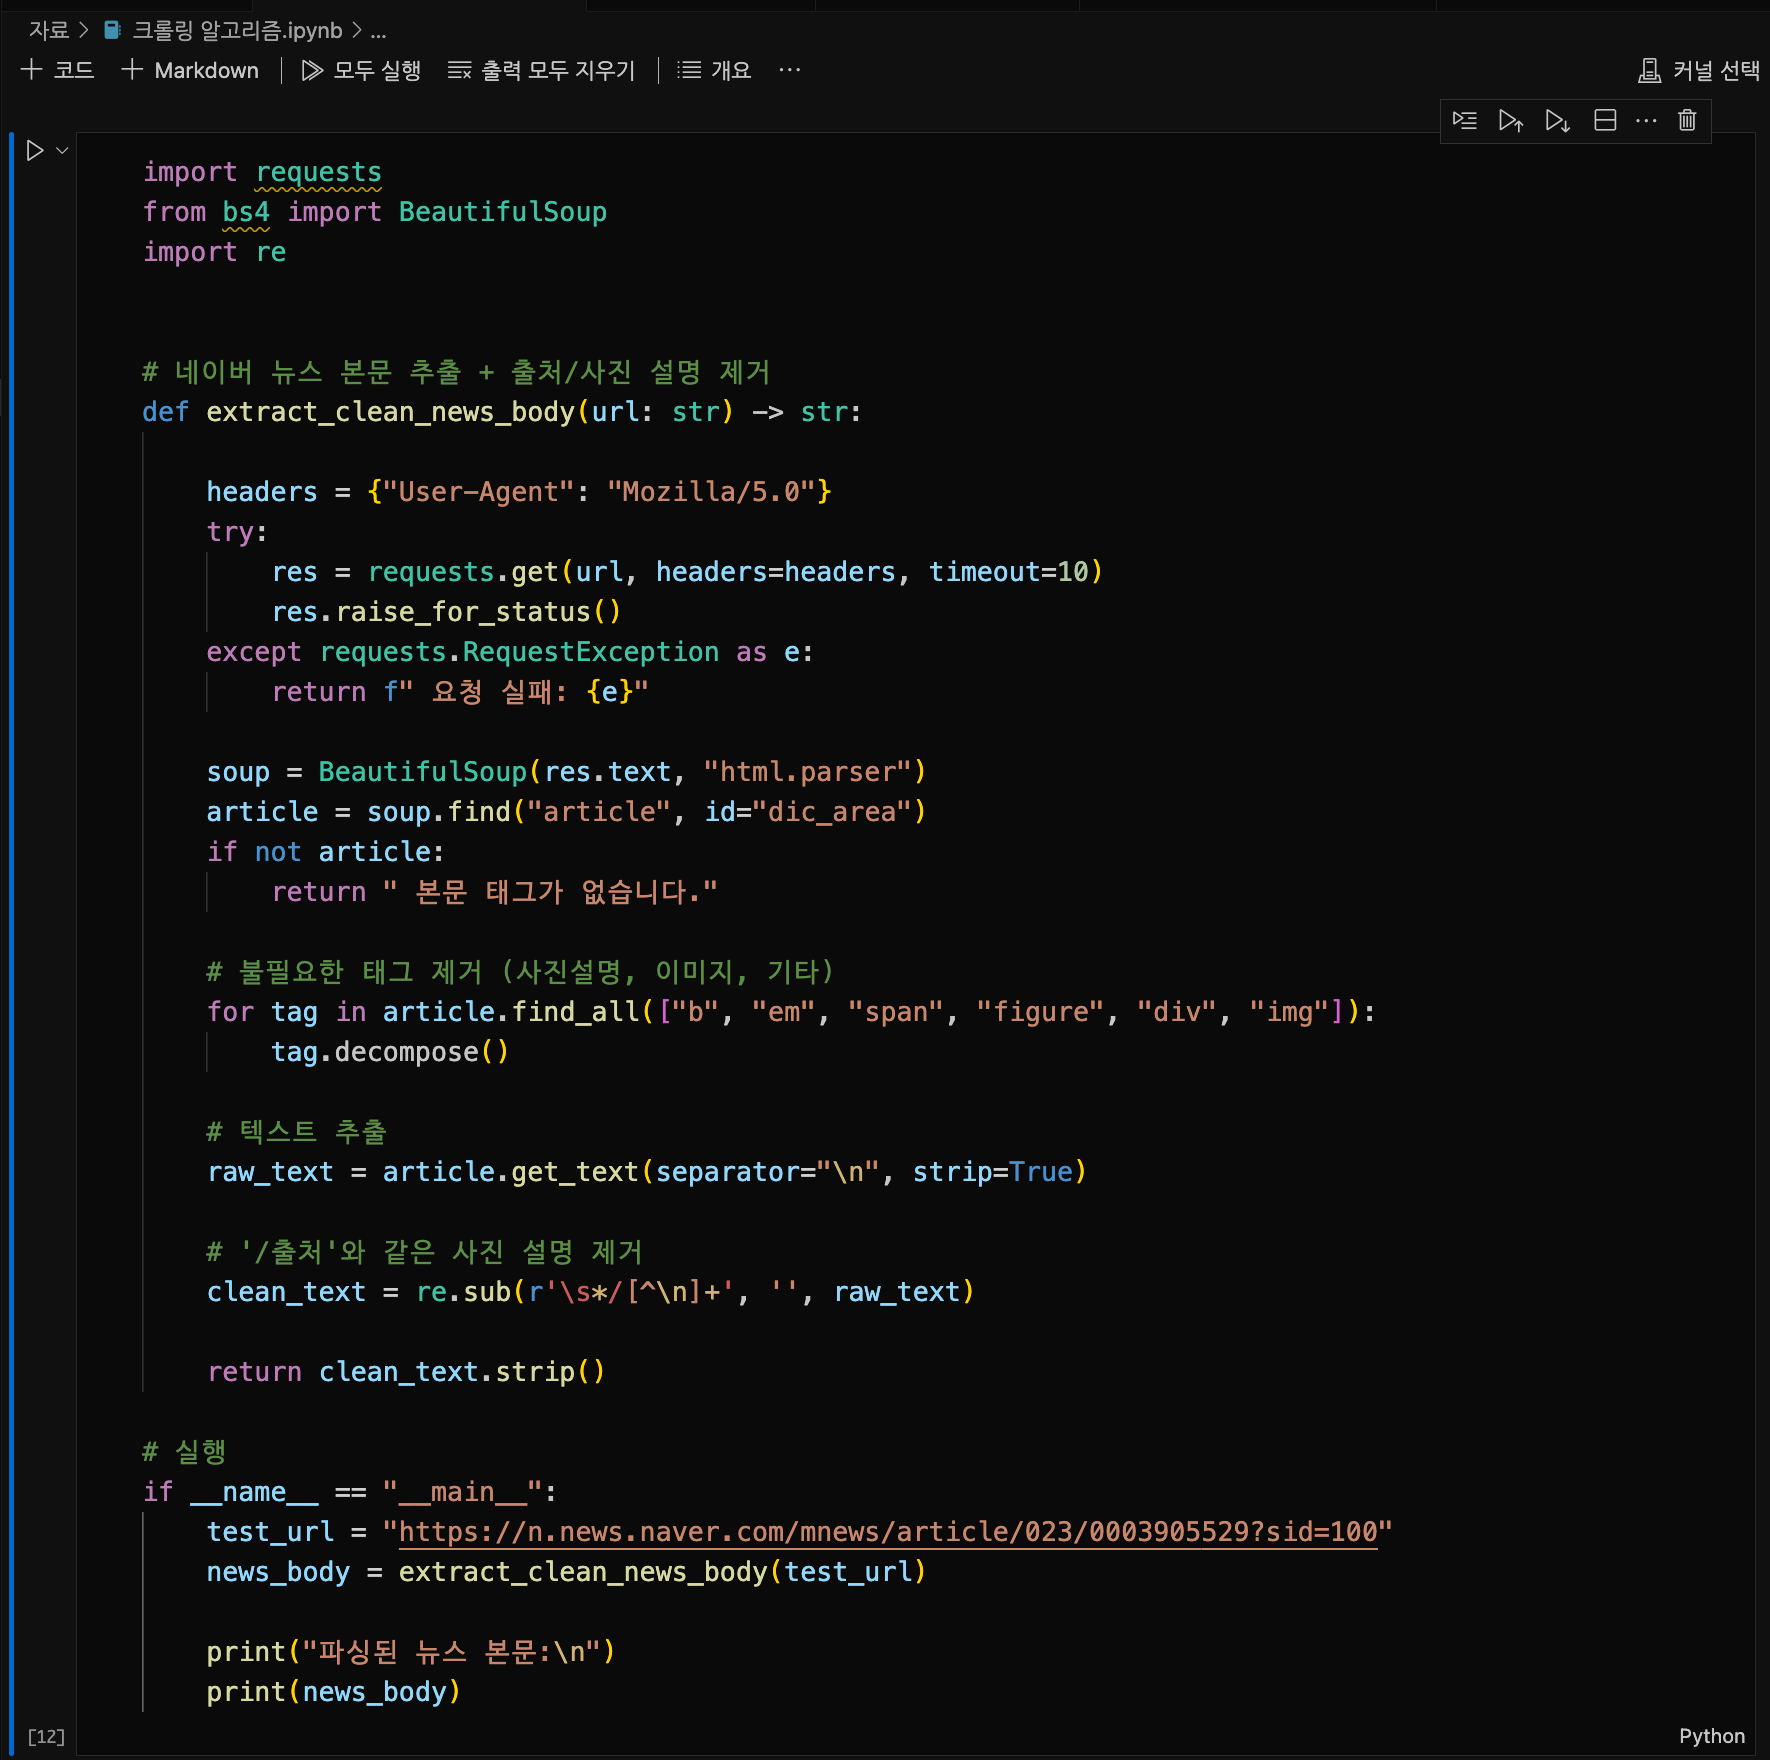 자료 > 크롤링 알고리즘.ipynb > ...
+ 코드 + Markdown | 모두 실행 출력 모두 지우기 | 개요 ...
커널 선택
import requests
from bs4 import BeautifulSoup
import re
# 네이버 뉴스 본문 추출 + 출처/사진 설명 제거
def extract_clean_news_body(url: str) -> str:
    headers = {"User-Agent": "Mozilla/5.0"}
    try:
        res = requests.get(url, headers=headers, timeout=10)
        res.raise_for_status()
    except requests.RequestException as e:
        return f" 요청 실패: {e}"
    soup = BeautifulSoup(res.text, "html.parser")
    article = soup.find("article", id="dic_area")
    if not article:
        return " 본문 태그가 없습니다."
    # 불필요한 태그 제거 (사진설명, 이미지, 기타)
    for tag in article.find_all(["b", "em", "span", "figure", "div", "img"]):
        tag.decompose()
    # 텍스트 추출
    raw_text = article.get_text(separator="\n", strip=True)
    # '/출처'와 같은 사진 설명 제거
    clean_text = re.sub(r'\s*/[^\n]+', '', raw_text)
    return clean_text.strip()
# 실행
if __name__ == "__main__":
    test_url = "https://n.news.naver.com/mnews/article/023/0003905529?sid=100"
    news_body = extract_clean_news_body(test_url)
    print("파싱된 뉴스 본문:\n")
    print(news_body)
[12]
Python